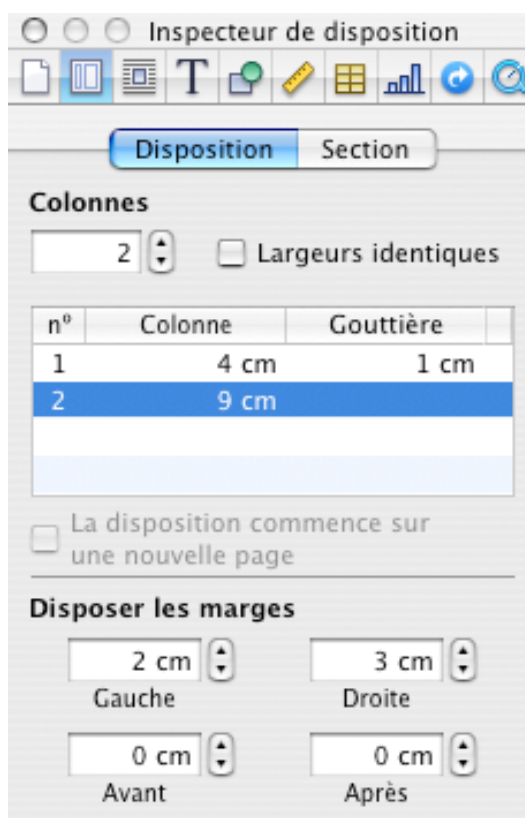 Inspecteur de disposition
T
Disposition Section
Colonnes
2 Largeurs identiques
n° Colonne Gouttière
1 4 cm 1 cm
2 9 cm
La disposition commence sur
une nouvelle page
Disposer les marges
2 cm 3 cm
Gauche Droite
0 cm 0 cm
Avant Après